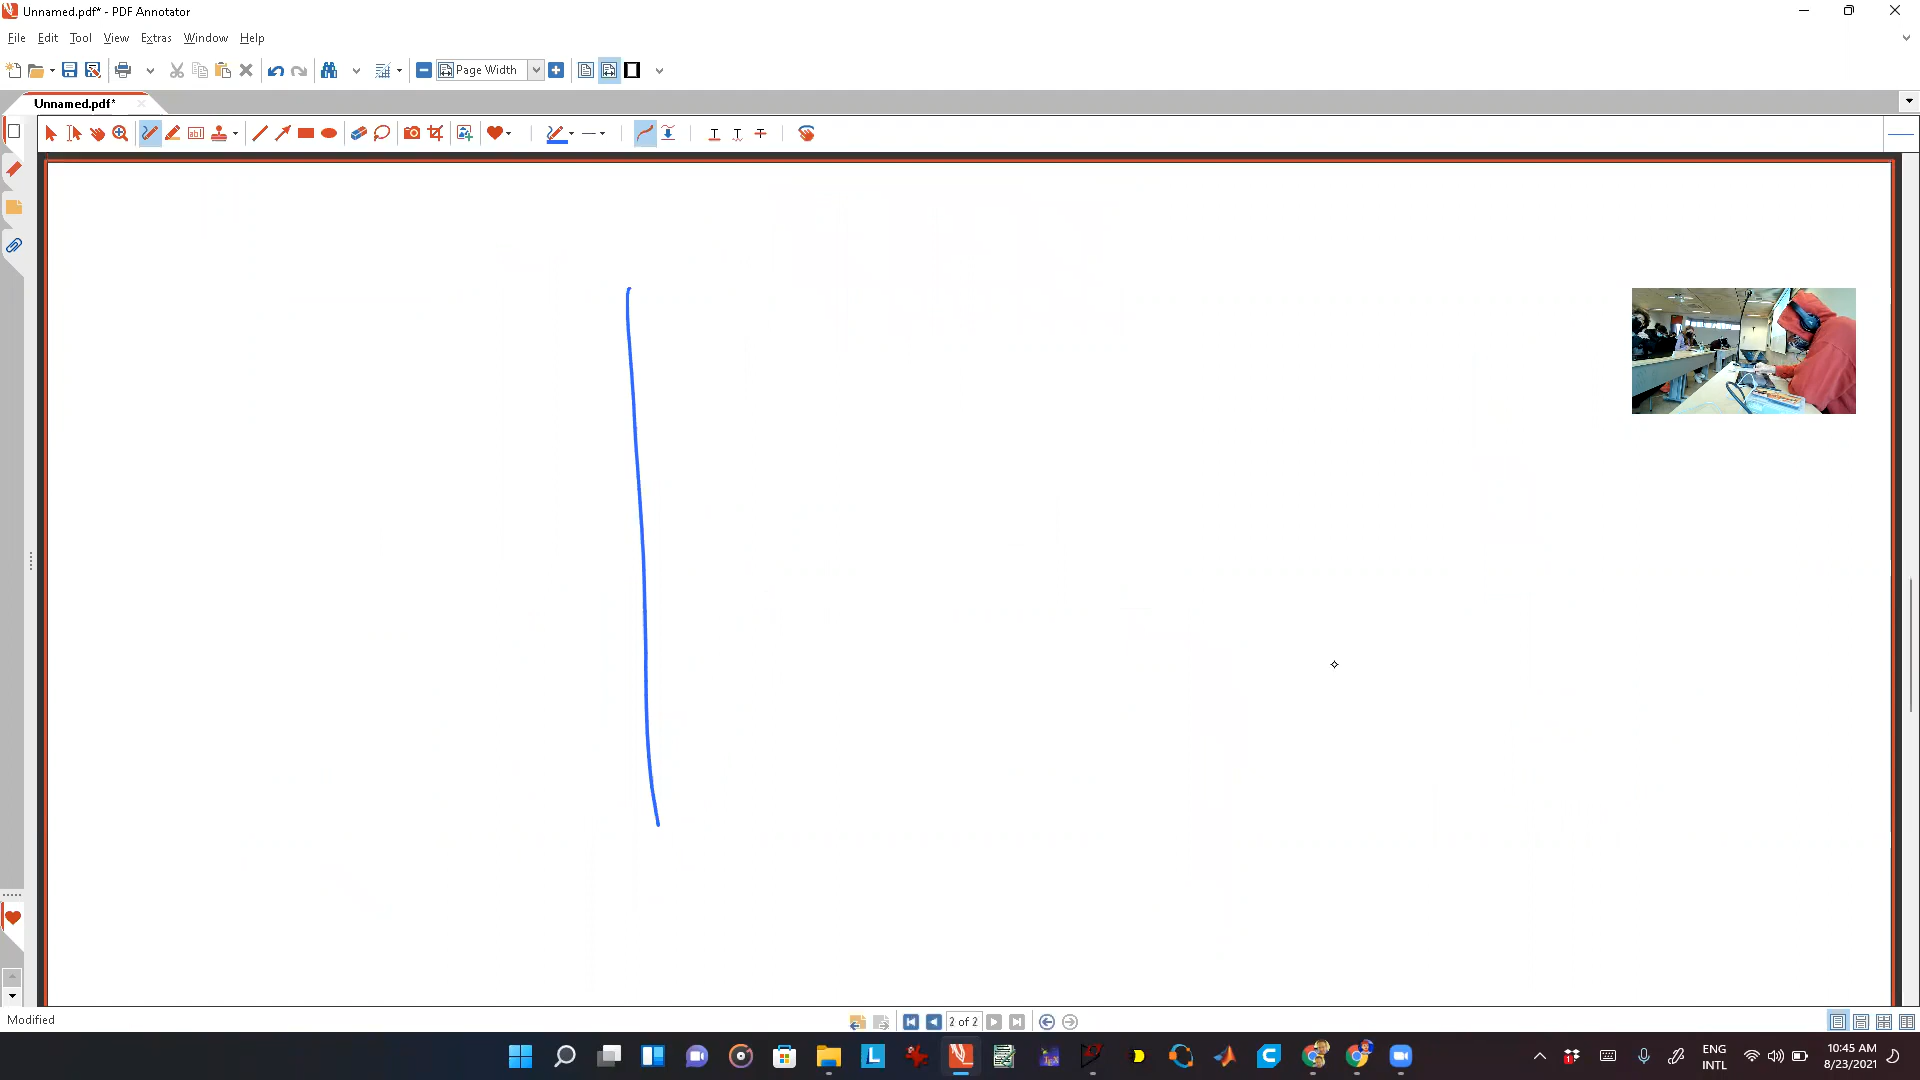 Unnamed.pdf* - PDF Annotator
File Edit Tool View Extras Window Help
Page Width
Unnamed.pdf*
Modified
2 of 2
ENG
INTL
10:45 AM
8/23/2021